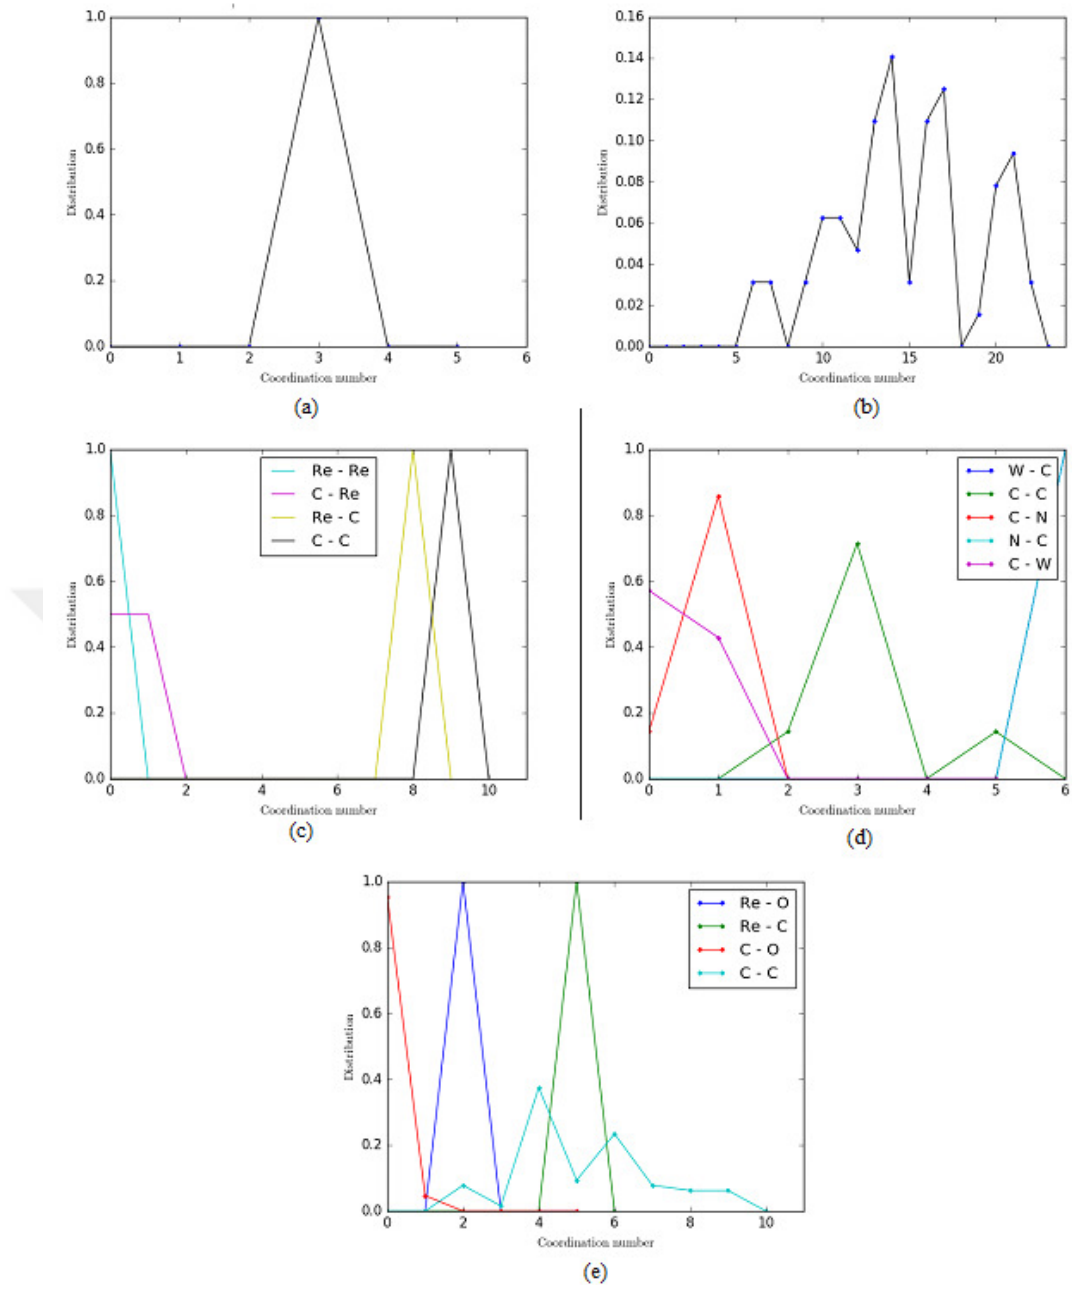 1.0
0.8
0.6
0.4
0.2
0.0
Distribution
0 1 2 3 4 5 6
Coordination number
(a)
0.16
0.14
0.12
0.10
0.08
0.06
0.04
0.02
0.00
Distribution
0 5 10 15 20
Coordination number
(b)
1.0
0.8
0.6
0.4
0.2
0.0
Distribution
Re - Re
C - Re
Re - C
C - C
0 2 4 6 8 10
Coordination number
(c)
1.0
0.8
0.6
0.4
0.2
0.0
Distribution
W - C
C - C
C - N
N - C
C - W
0 1 2 3 4 5 6
Coordination number
(d)
1.0
0.8
0.6
0.4
0.2
0.0
Distribution
Re - O
Re - C
C - O
C - C
0 2 4 6 8 10
Coordination number
(e)